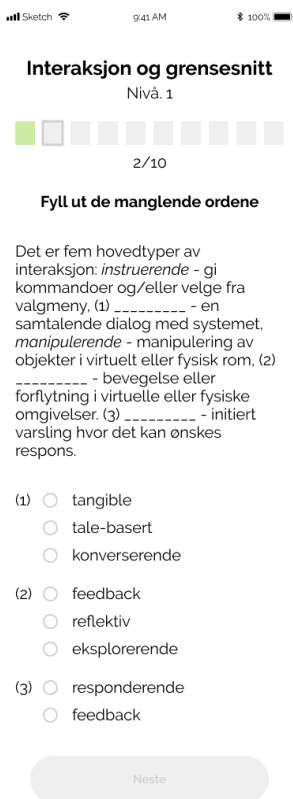 Sketch 9:41 AM 100%
Interaksjon og grensesnitt
Nivå. 1
2/10
Fyll ut de manglende ordene
Det er fem hovedtyper av
interaksjon: instruerende - gi
kommandoer og/eller velge fra
valgmeny, (1) _________ - en
samtalende dialog med systemet,
manipulerende - manipulering av
objekter i virtuelt eller fysisk rom, (2)
_________ - bevegelse eller
forflytning i virtuelle eller fysiske
omgivelser. (3) _________ - initiert
varsling hvor det kan ønskes
respons.
(1) tangible
tale-basert
konverserende
(2) feedback
reflektiv
eksplorerende
(3) responderende
feedback
Neste